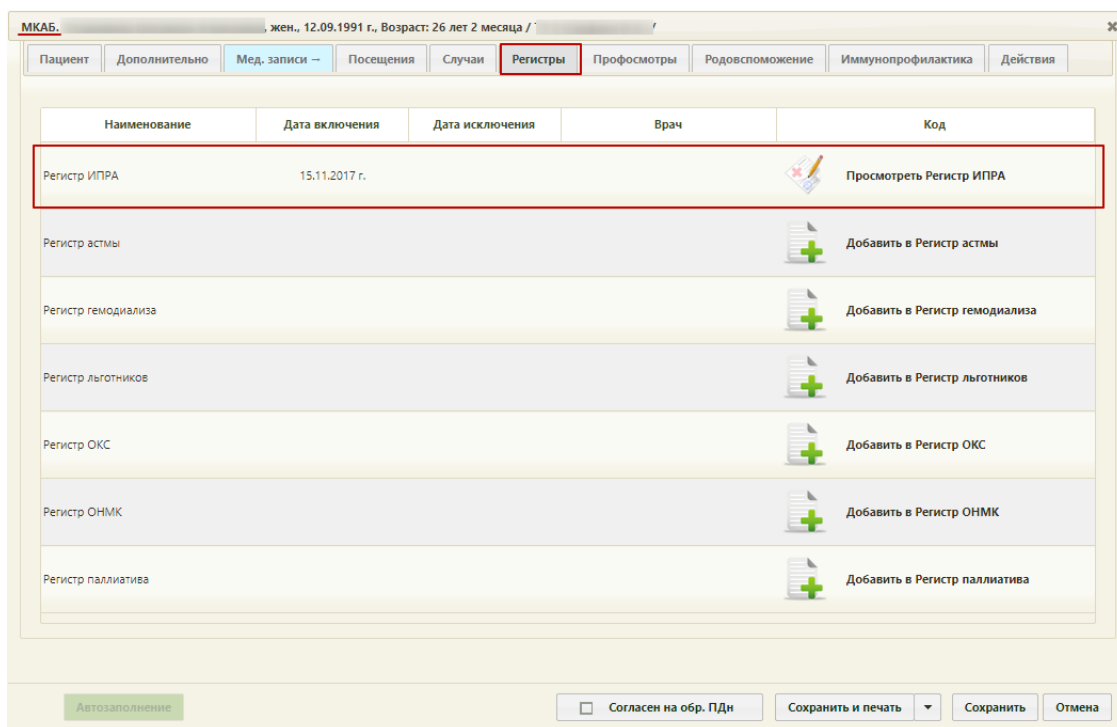 МКАБ. , жен., 12.09.1991 г., Возраст: 26 лет 2 месяца / /
Пациент Дополнительно Мед. записи → Посещения Случаи Регистры Профосмотры Родовспоможение Иммунопрофилактика Действия
Наименование Дата включения Дата исключения Врач Код
Регистр ИПРА 15.11.2017 г. Просмотреть Регистр ИПРА
Регистр астмы Добавить в Регистр астмы
Регистр гемодиализа Добавить в Регистр гемодиализа
Регистр льготников Добавить в Регистр льготников
Регистр ОКС Добавить в Регистр ОКС
Регистр ОНМК Добавить в Регистр ОНМК
Регистр паллиатива Добавить в Регистр паллиатива
Автозаполнение Согласен на обр. ПДн Сохранить и печать Сохранить Отмена